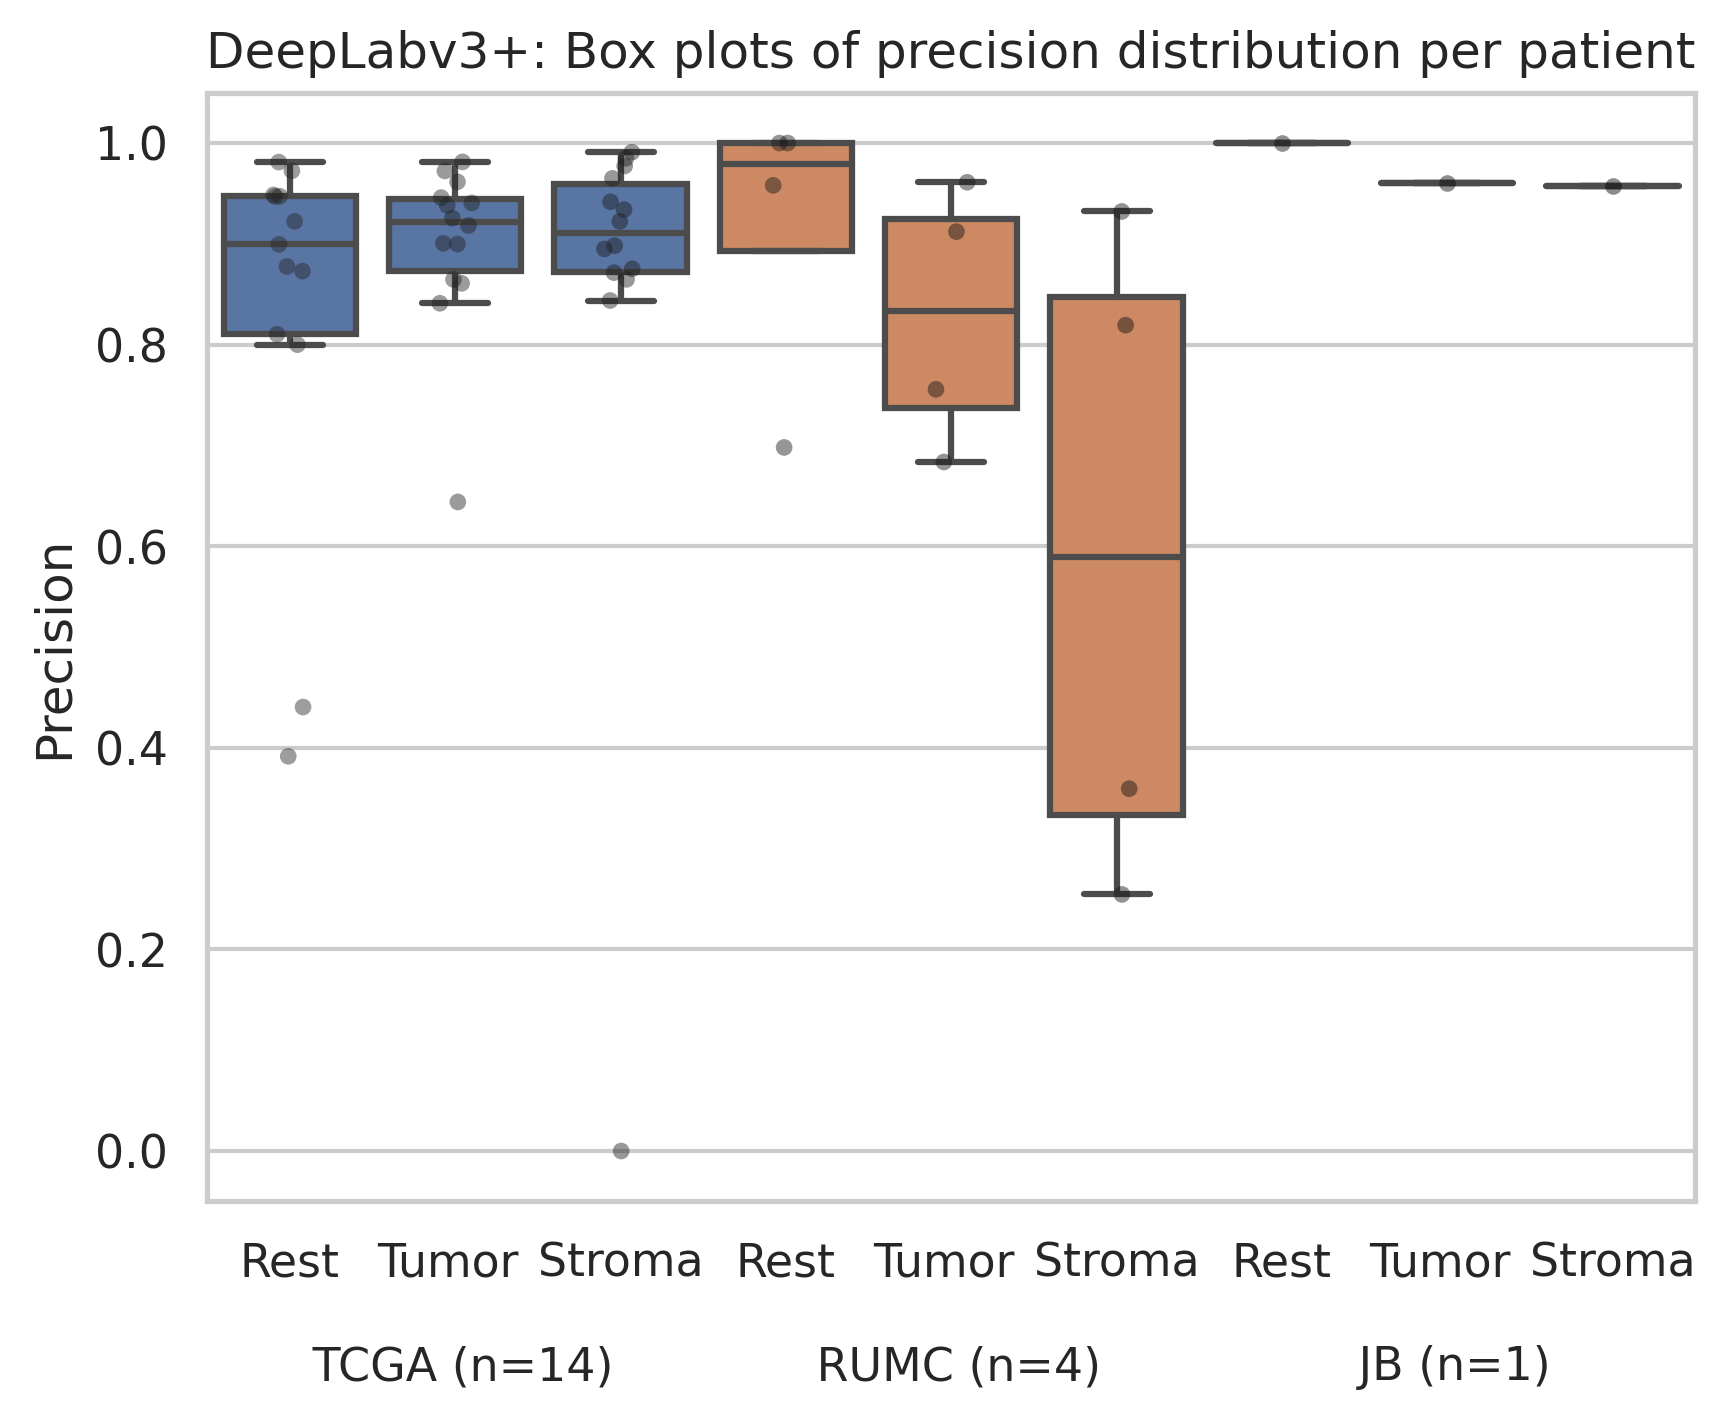 DeepLabv3+: Box plots of precision distribution per patient
1.0
0.8
0.6
0.4
0.2
0.0
Precision
Rest Tumor Stroma Rest Tumor Stroma Rest Tumor Stroma
TCGA (n=14) RUMC (n=4) JB (n=1)